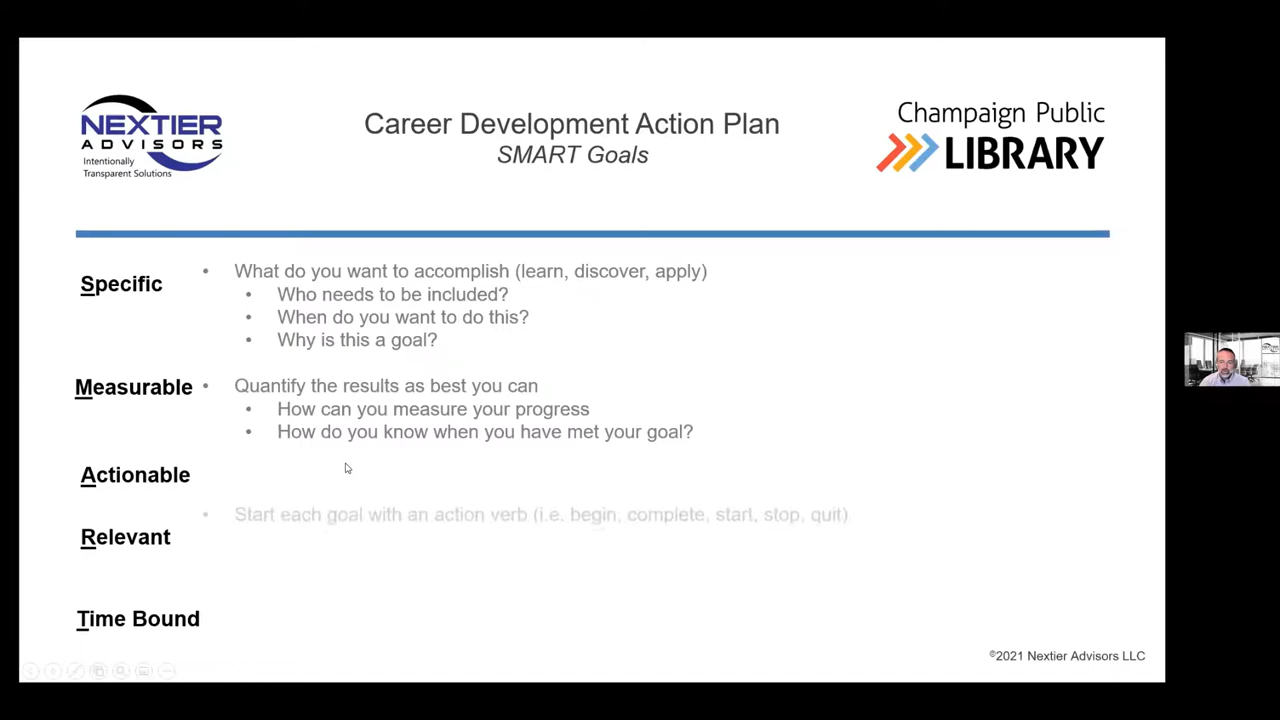 NEXTIER
ADVISORS
Intentionally
Transparent Solutions
Career Development Action Plan
SMART Goals
Champaign Public
LIBRARY
Specific
• What do you want to accomplish (learn, discover, apply)
• Who needs to be included?
• When do you want to do this?
• Why is this a goal?
Measurable
• Quantify the results as best you can
• How can you measure your progress
• How do you know when you have met your goal?
Actionable
• Start each goal with an action verb (i.e. begin, complete, start, stop, quit)
Relevant
Time Bound
©2021 Nextier Advisors LLC
NEXTIER